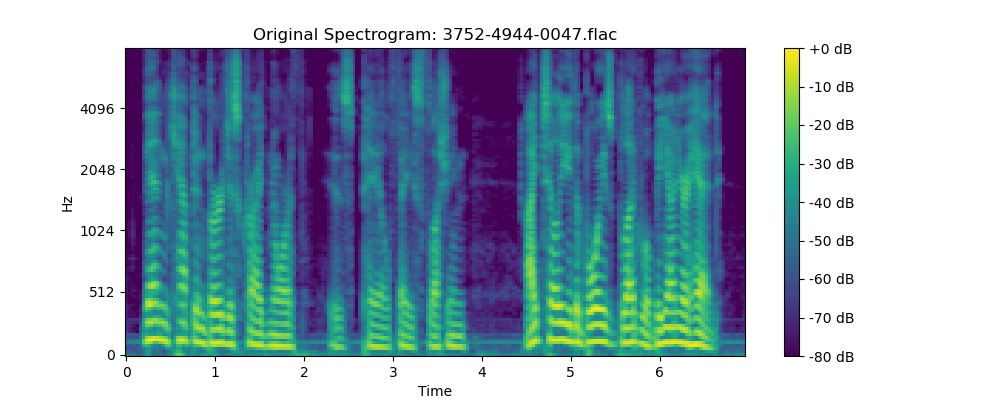 Original Spectrogram: 3752-4944-0047.flac
Hz
4096
2048
1024
512
0
0 1 2 3 4 5 6
Time
+0 dB
-10 dB
-20 dB
-30 dB
-40 dB
-50 dB
-60 dB
-70 dB
-80 dB